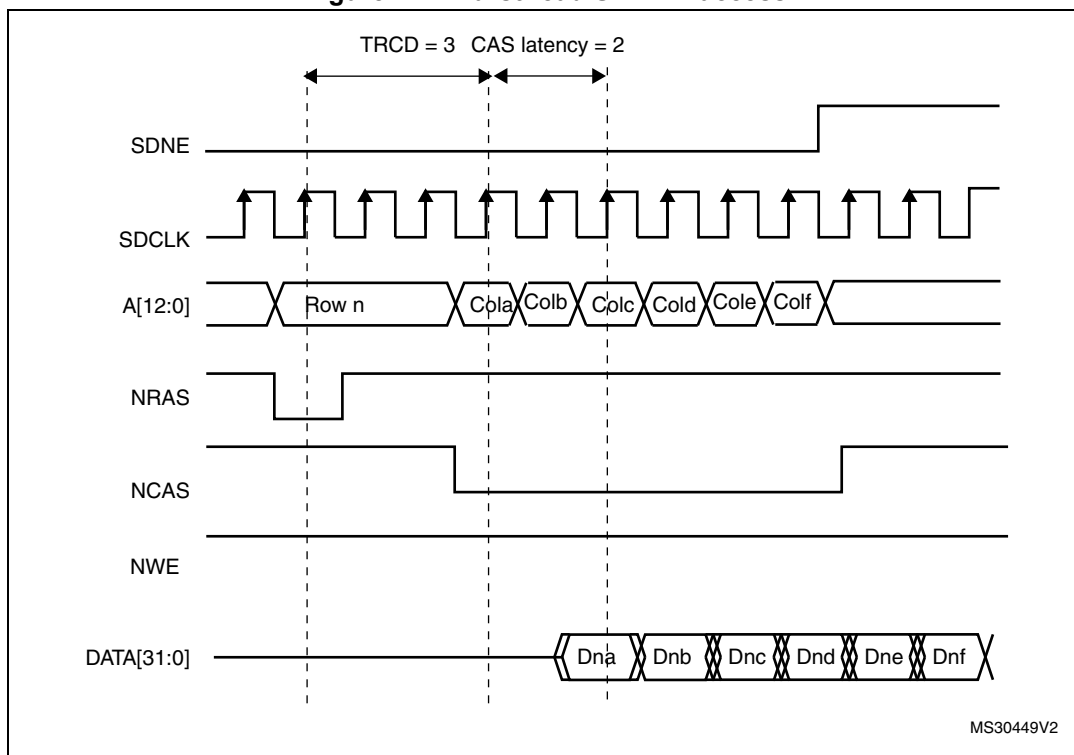 TRCD = 3 CAS latency = 2
SDNE
SDCLK
A[12:0] Row n Cola Colb Colc Cold Cole Colf
NRAS
NCAS
NWE
DATA[31:0] Dna Dnb Dnc Dnd Dne Dnf
MS30449V2